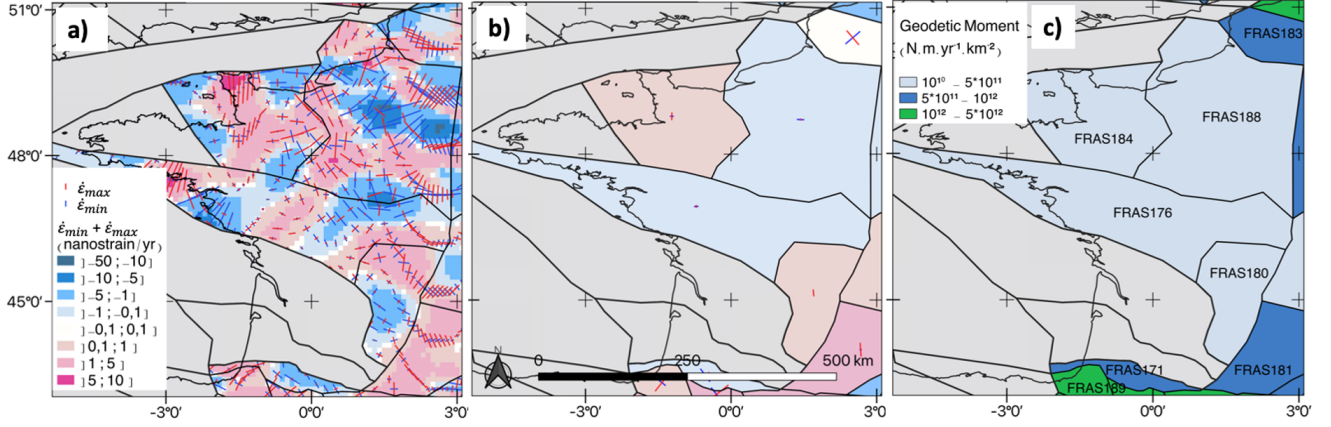 51°0′
48°0′
45°0′
-3°0′
0°0′
3°0′
a)
ε̇max
ε̇min
ε̇min + ε̇max
(nanostrain/yr)
]-50 ; -10]
]-10 ; -5]
]-5 ; -1]
]-1 ; -0,1]
]-0,1 ; 0,1]
]0,1 ; 1]
]1 ; 5]
]5 ; 10]
b)
N
0
250
500 km
-3°0′
0°0′
3°0′
Geodetic Moment
(N.m.yr⁻¹.km⁻²)
10¹⁰ - 5*10¹¹
5*10¹¹ - 10¹²
10¹² - 5*10¹²
c)
FRAS183
FRAS188
FRAS184
FRAS176
FRAS180
FRAS171
FRAS181
FRAS169
-3°0′
0°0′
3°0′